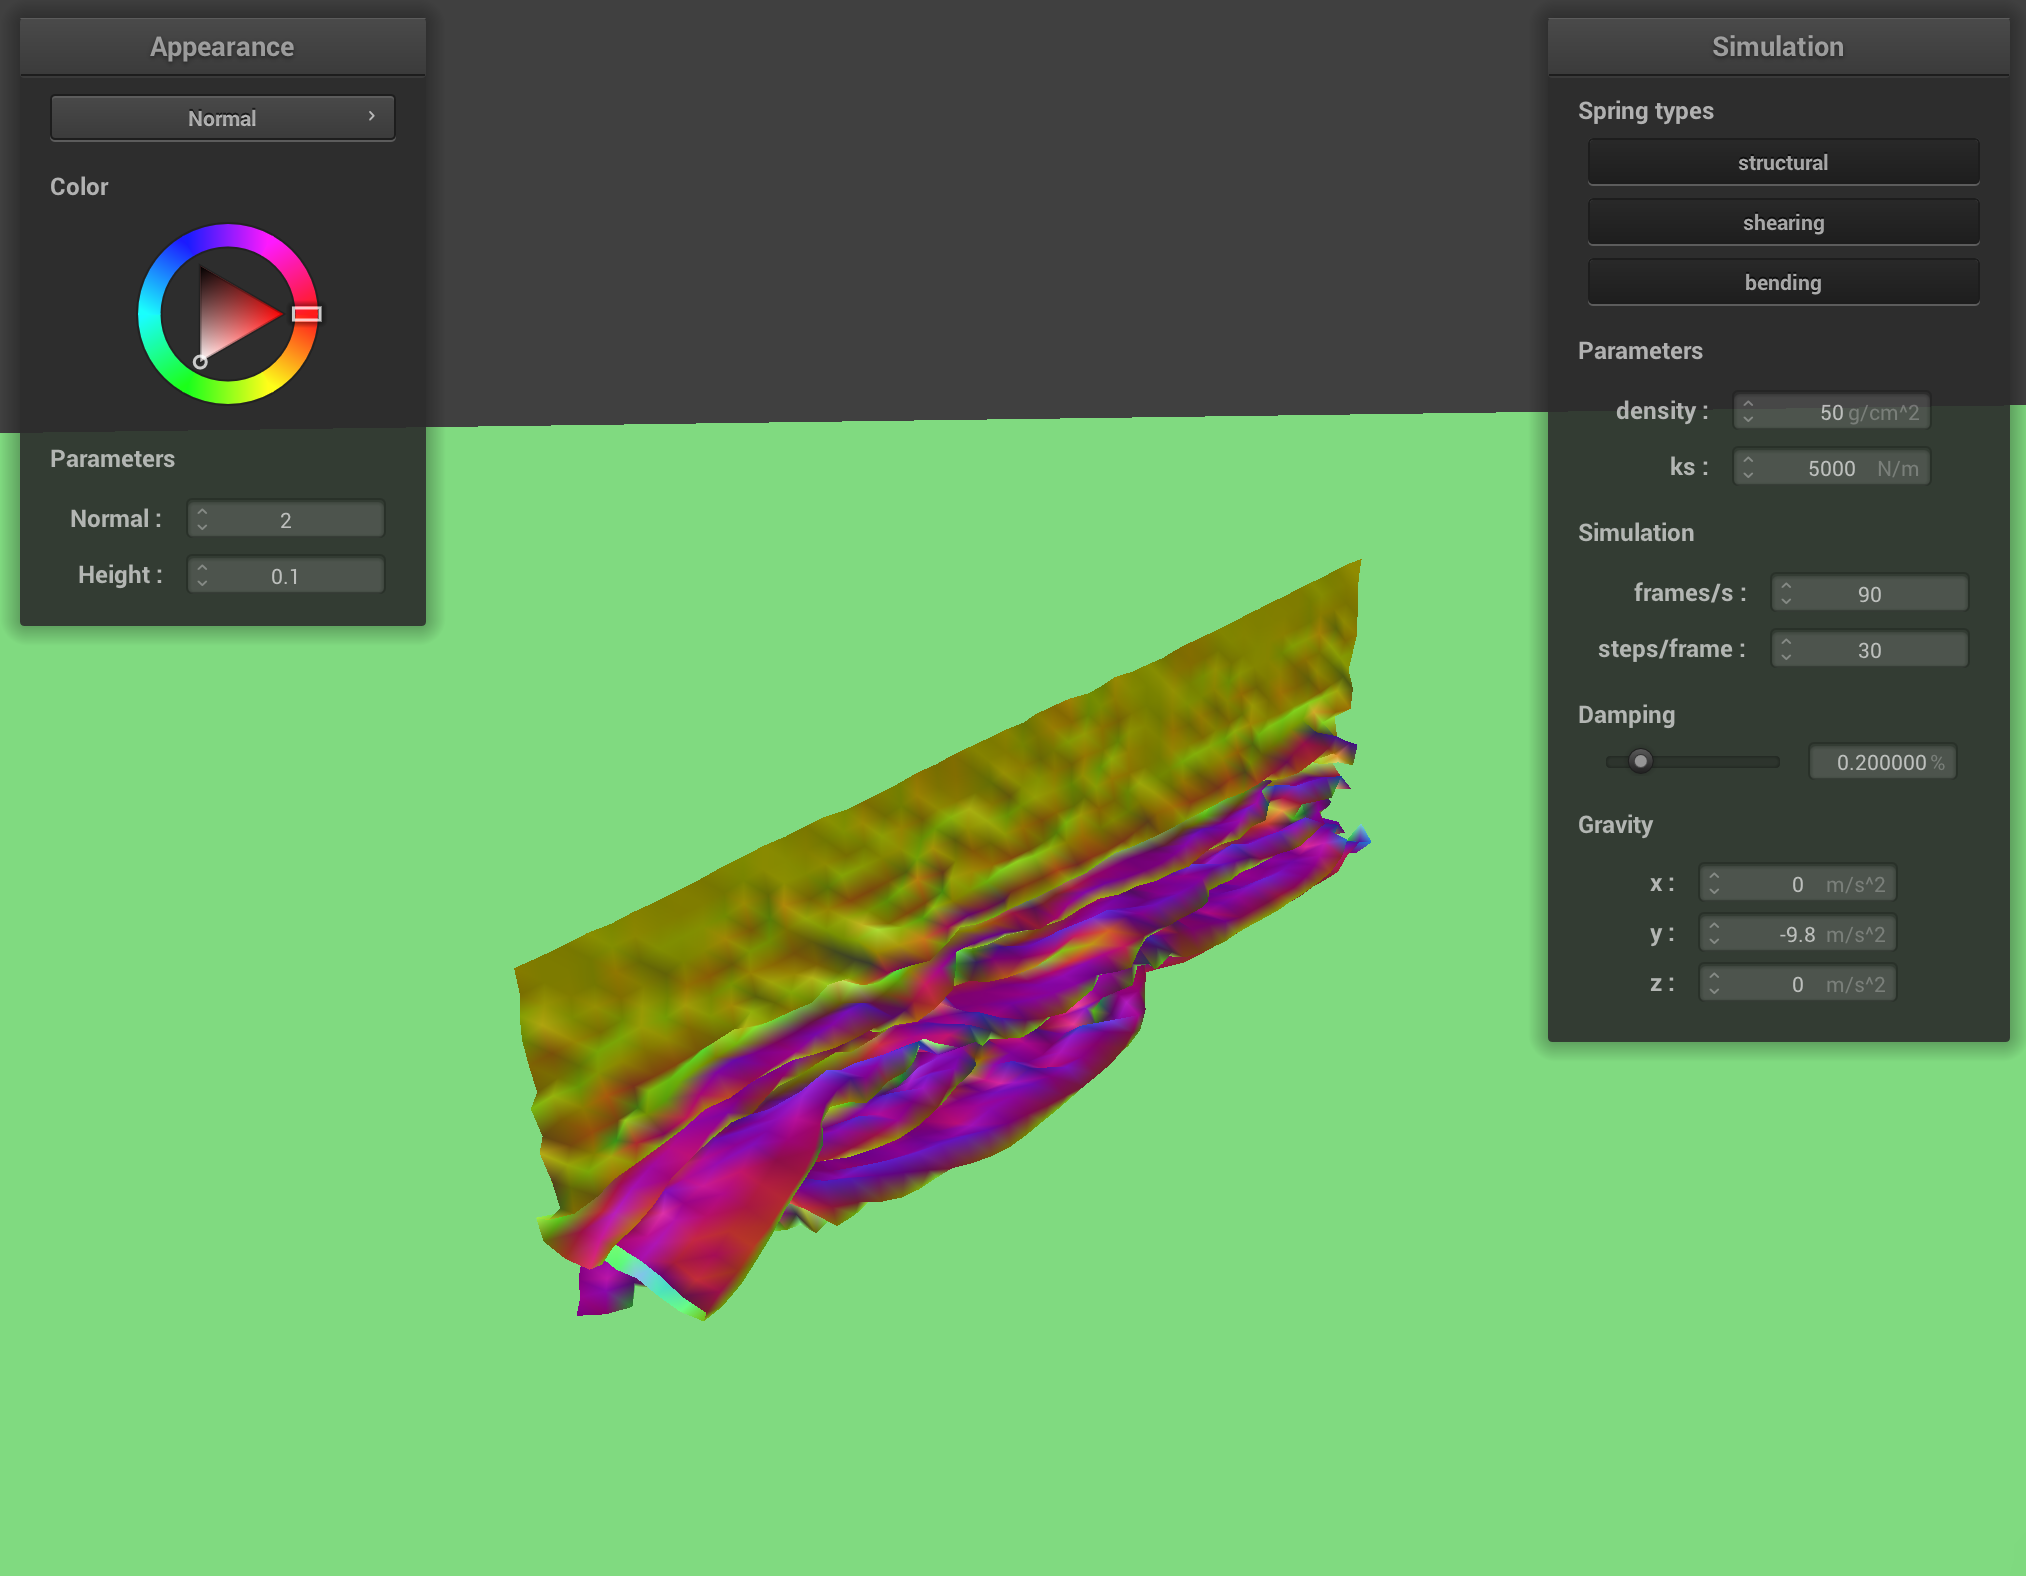 Appearance
Normal
Color
Parameters
Normal : 2
Height : 0.1
Simulation
Spring types
structural
shearing
bending
Parameters
density : 50 g/cm^2
ks : 5000 N/m
Simulation
frames/s : 90
steps/frame : 30
Damping
0.200000 %
Gravity
x : 0 m/s^2
y : -9.8 m/s^2
z : 0 m/s^2